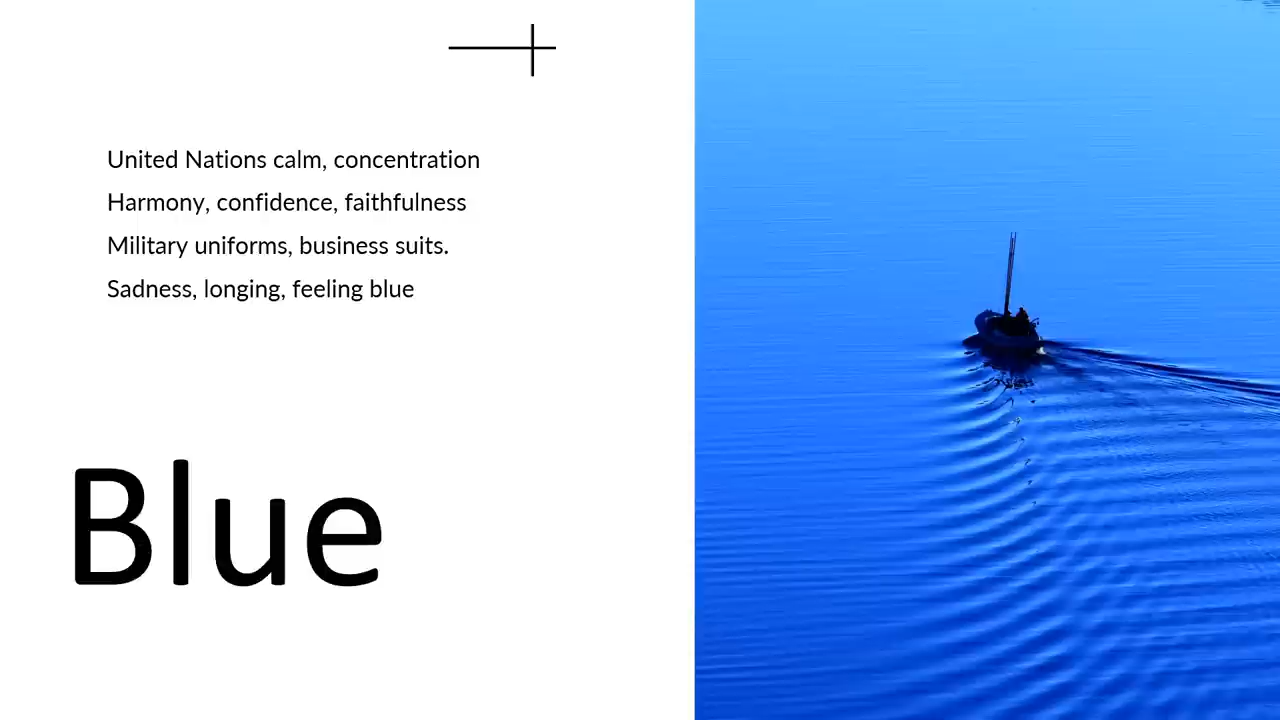 United Nations calm, concentration
Harmony, confidence, faithfulness
Military uniforms, business suits.
Sadness, longing, feeling blue
Blue